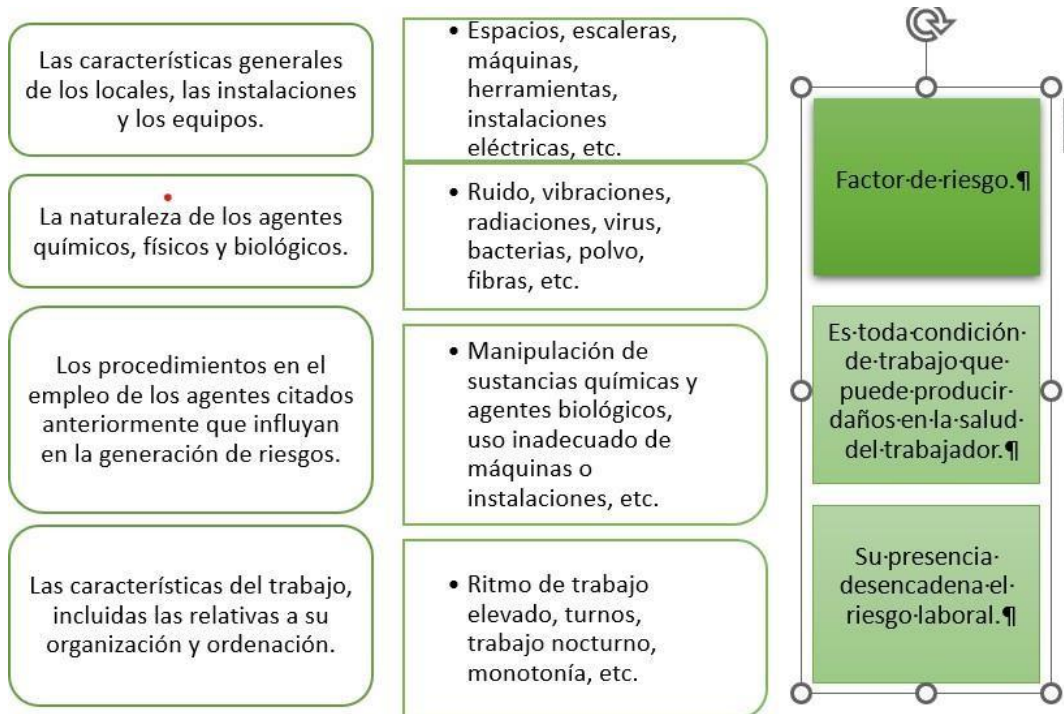 Las características generales
de los locales, las instalaciones
y los equipos.
• Espacios, escaleras,
máquinas,
herramientas,
instalaciones
eléctricas, etc.
La naturaleza de los agentes
químicos, físicos y biológicos.
• Ruido, vibraciones,
radiaciones, virus,
bacterias, polvo,
fibras, etc.
Los procedimientos en el
empleo de los agentes citados
anteriormente que influyan
en la generación de riesgos.
• Manipulación de
sustancias químicas y
agentes biológicos,
uso inadecuado de
máquinas o
instalaciones, etc.
Las características del trabajo,
incluidas las relativas a su
organización y ordenación.
• Ritmo de trabajo
elevado, turnos,
trabajo nocturno,
monotonía, etc.
Factor·de·riesgo.¶
Es·toda·condición·
de·trabajo·que·
puede·producir·
daños·en·la·salud·
del·trabajador.¶
Su·presencia·
desencadena·el·
riesgo·laboral.¶